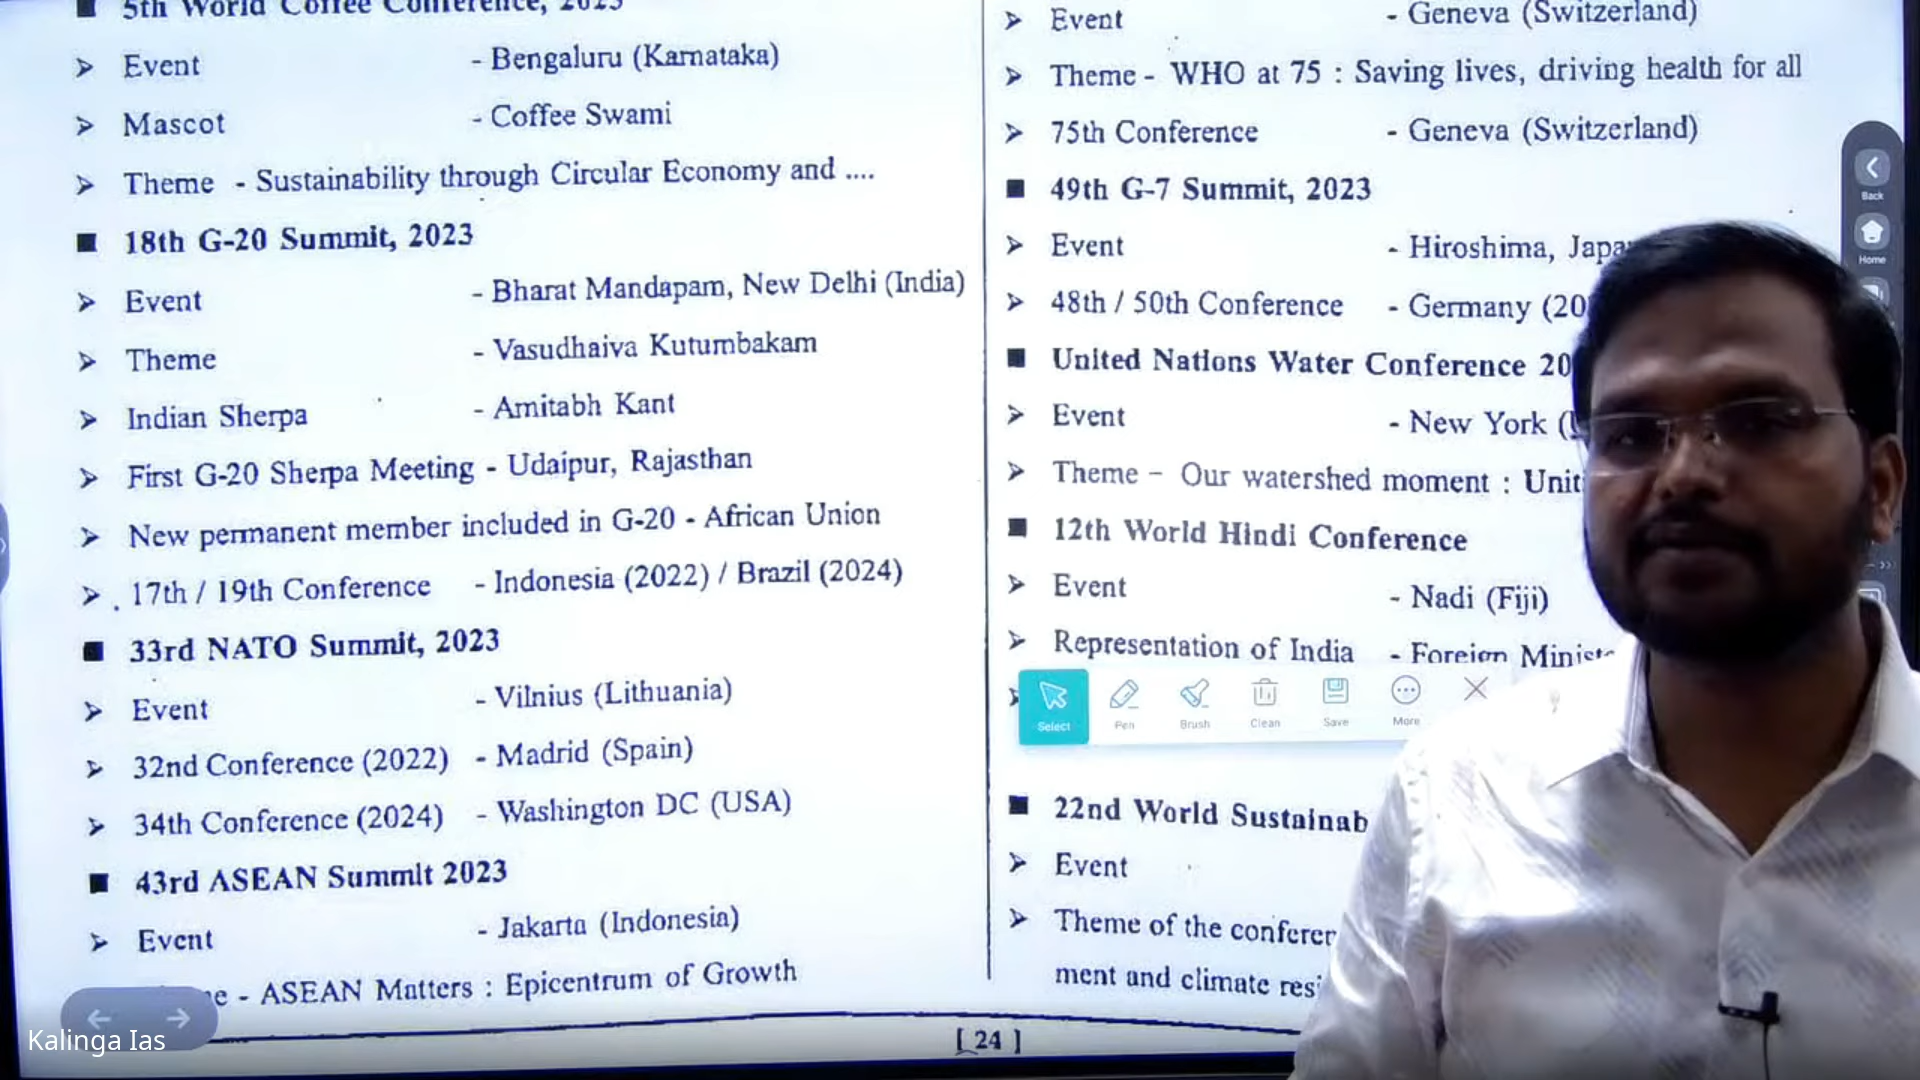 5th World Coffee Conference, 2023
➢ Event - Bengaluru (Karnataka)
➢ Mascot - Coffee Swami
➢ Theme - Sustainability through Circular Economy and ....
■ 18th G-20 Summit, 2023
➢ Event - Bharat Mandapam, New Delhi (India)
➢ Theme - Vasudhaiva Kutumbakam
➢ Indian Sherpa - Amitabh Kant
➢ First G-20 Sherpa Meeting - Udaipur, Rajasthan
➢ New permanent member included in G-20 - African Union
➢ 17th / 19th Conference - Indonesia (2022) / Brazil (2024)
■ 33rd NATO Summit, 2023
➢ Event - Vilnius (Lithuania)
➢ 32nd Conference (2022) - Madrid (Spain)
➢ 34th Conference (2024) - Washington DC (USA)
■ 43rd ASEAN Summit 2023
➢ Event - Jakarta (Indonesia)
- ASEAN Matters : Epicentrum of Growth
➢ Event - Geneva (Switzerland)
➢ Theme - WHO at 75 : Saving lives, driving health for all
➢ 75th Conference - Geneva (Switzerland)
■ 49th G-7 Summit, 2023
➢ Event - Hiroshima,
➢ 48th / 50th Conference - Germany
■ United Nations Water Conference
➢ Event - New York
➢ Theme - Our watershed moment :
■ 12th World Hindi Conference
➢ Event - Nadi (Fiji)
➢ Representation of India - Foreign
■ 22nd World
➢ Event
➢ Theme of the
ment and climate
[ 24 ]
Select Pen Brush Clean Save More
Back
Home
Kalinga Ias